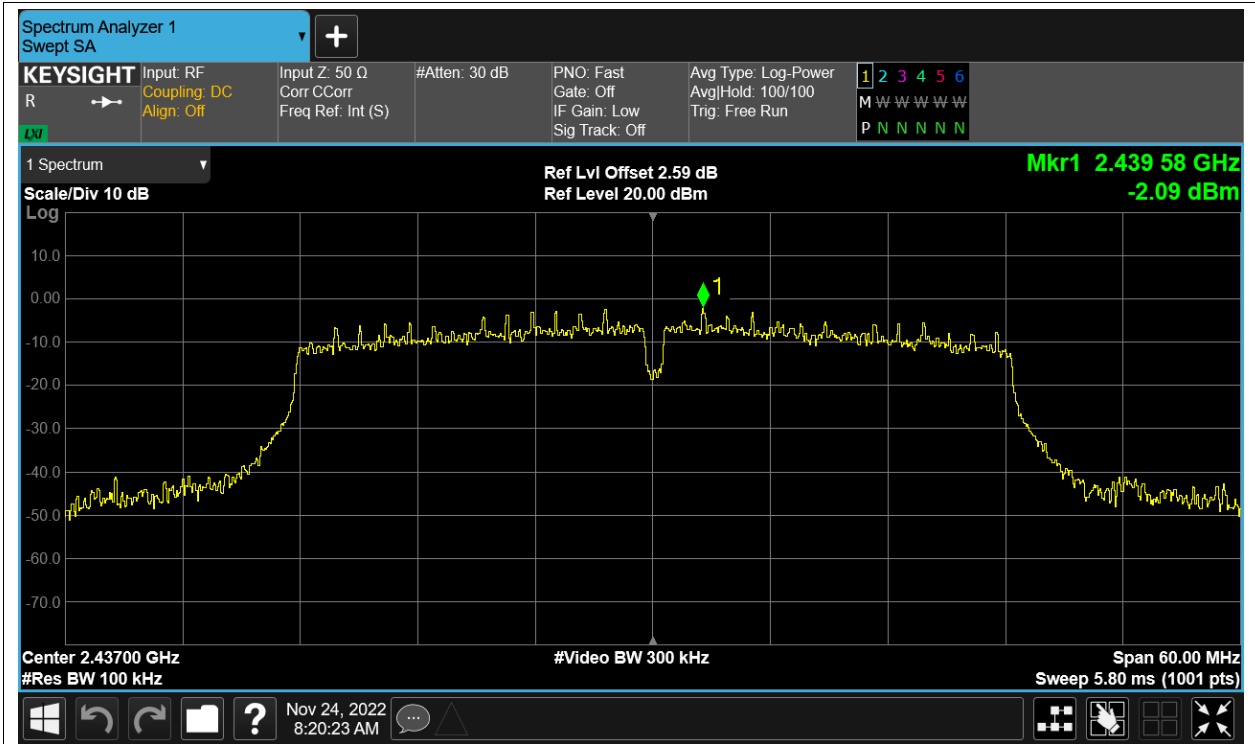 Spectrum Analyzer 1
Swept SA
+
KEYSIGHT
R
LXI
Input: RF
Coupling: DC
Align: Off
Input Z: 50 Ω
Corr CCorr
Freq Ref: Int (S)
#Atten: 30 dB
PNO: Fast
Gate: Off
IF Gain: Low
Sig Track: Off
Avg Type: Log-Power
Avg|Hold: 100/100
Trig: Free Run
1 2 3 4 5 6
M W W W W W
P N N N N N
1 Spectrum
Scale/Div 10 dB
Log
Ref Lvl Offset 2.59 dB
Ref Level 20.00 dBm
Mkr1 2.439 58 GHz
-2.09 dBm
1
10.0
0.00
-10.0
-20.0
-30.0
-40.0
-50.0
-60.0
-70.0
Center 2.43700 GHz
#Video BW 300 kHz
Span 60.00 MHz
#Res BW 100 kHz
Sweep 5.80 ms (1001 pts)
?
Nov 24, 2022
8:20:23 AM